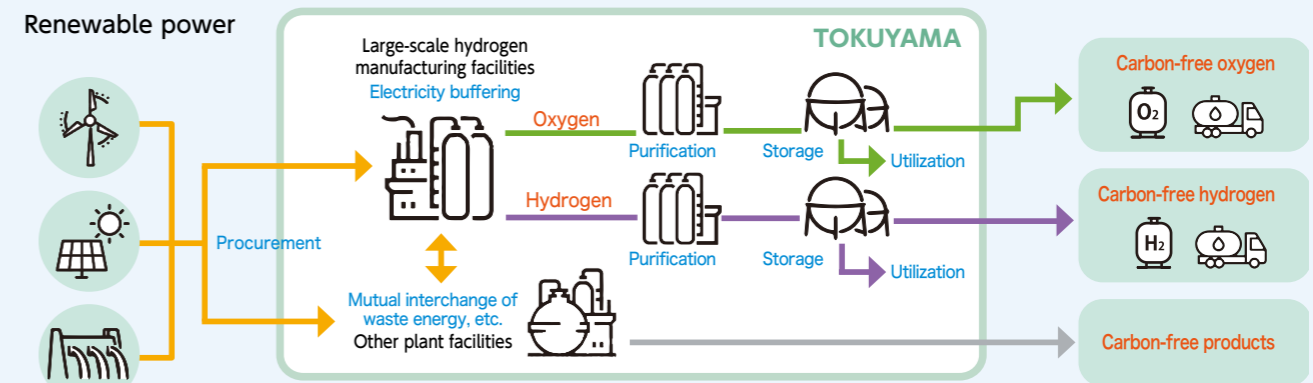 Renewable power
TOKUYAMA
Large-scale hydrogen
manufacturing facilities
Electricity buffering
Oxygen
Purification
Storage
Utilization
Hydrogen
Purification
Storage
Utilization
Procurement
Mutual interchange of
waste energy, etc.
Other plant facilities
Carbon-free oxygen
O₂
Carbon-free hydrogen
H₂
Carbon-free products